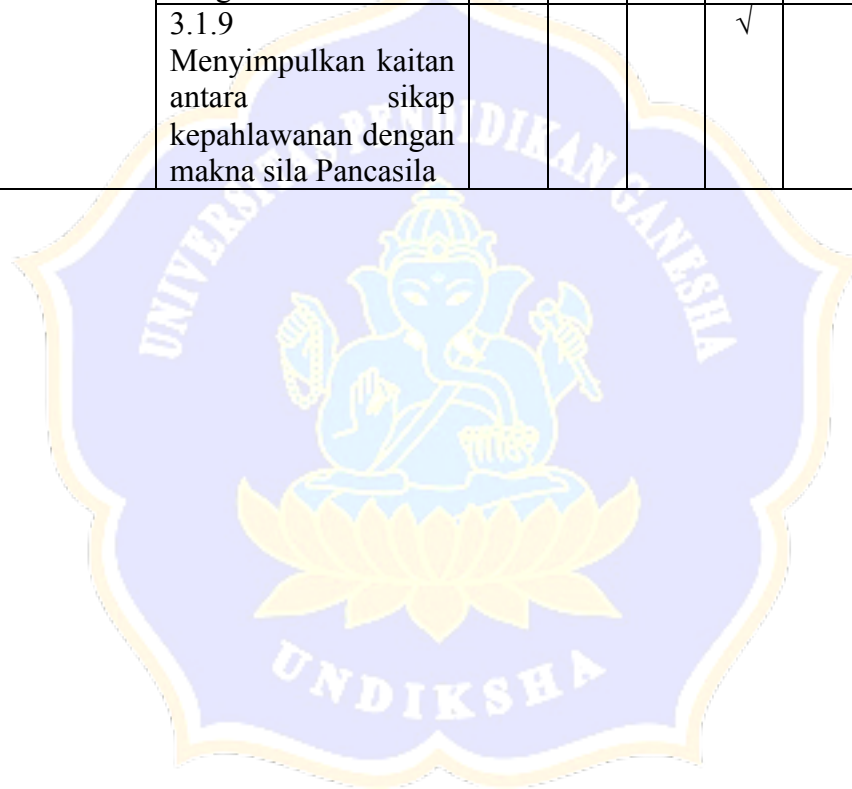 3.1.9 √
Menyimpulkan kaitan
antara sikap
kepahlawanan dengan
makna sila Pancasila
UNIVERSITAS PENDIDIKAN GANESHA
UNDIKSHA